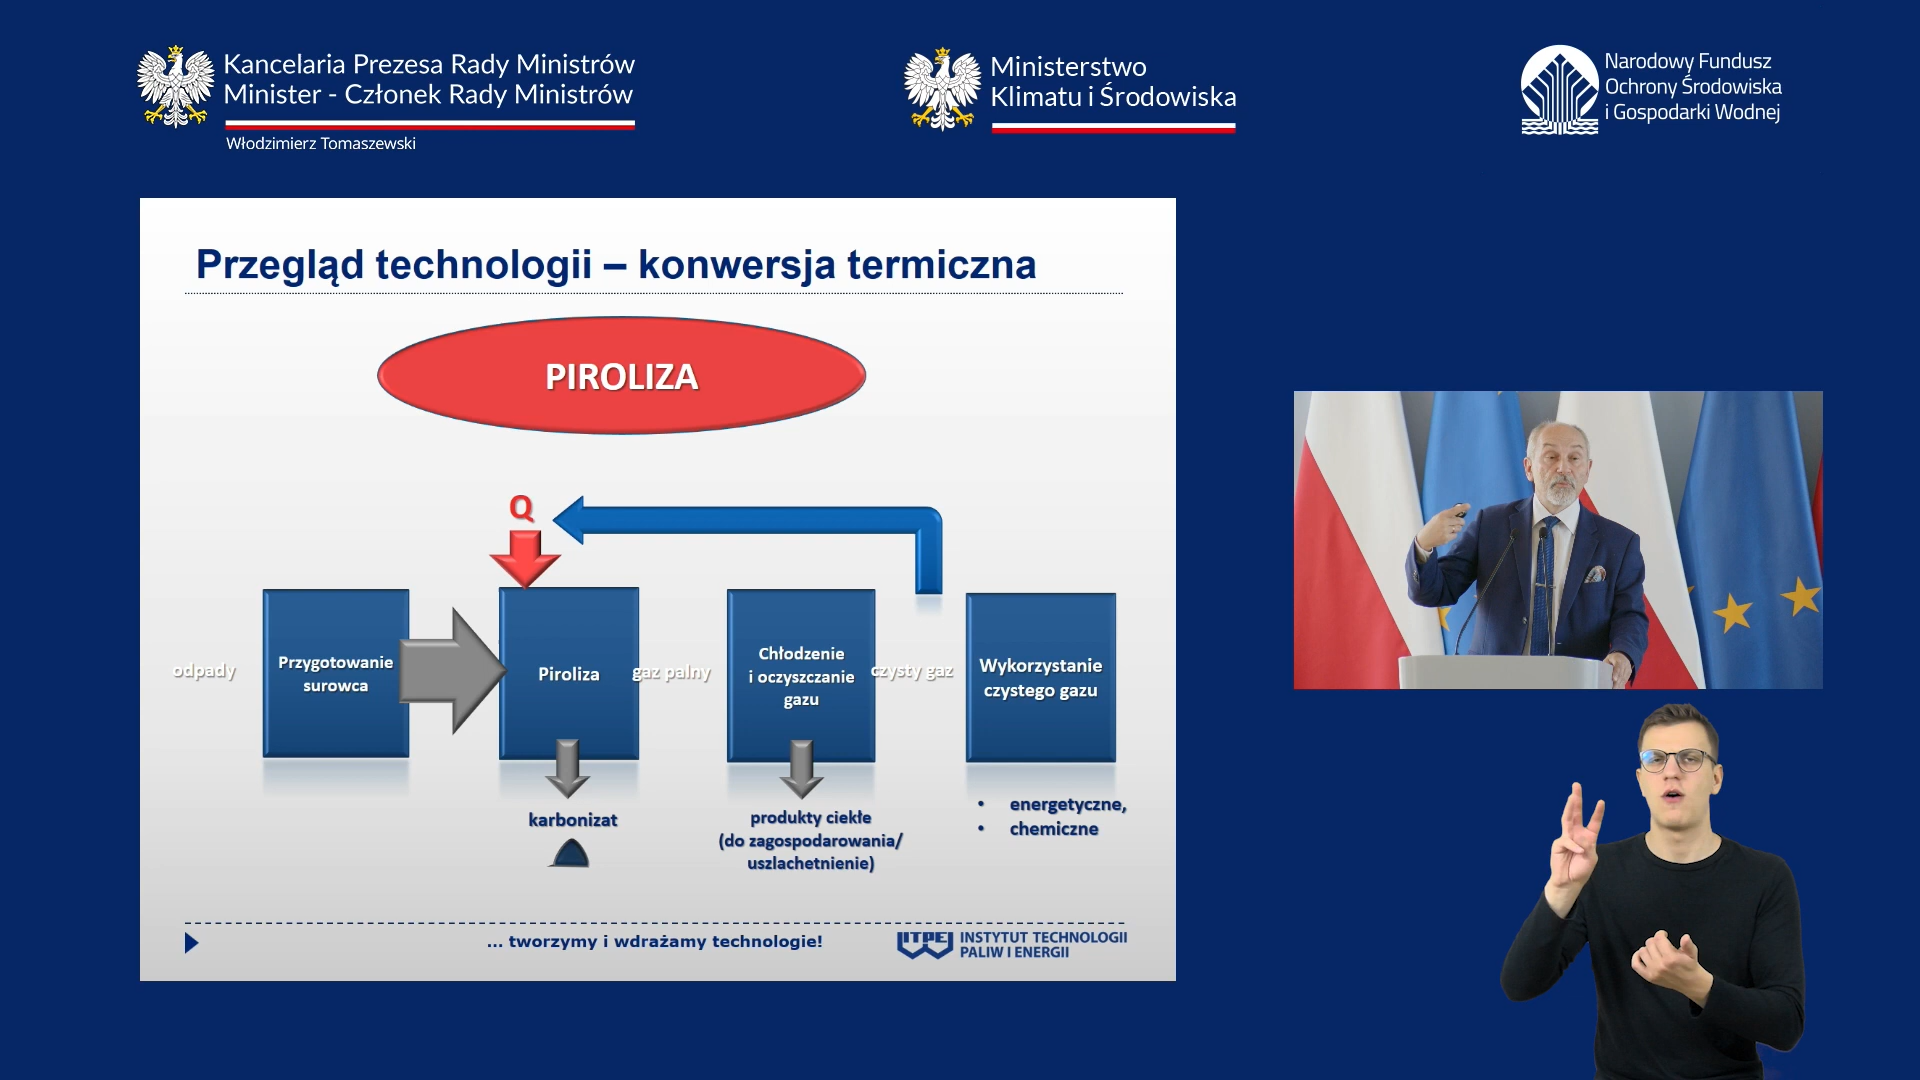 Kancelaria Prezesa Rady Ministrów
Minister - Członek Rady Ministrów
Włodzimierz Tomaszewski
Ministerstwo
Klimatu i Środowiska
Narodowy Fundusz
Ochrony Środowiska
i Gospodarki Wodnej
Przegląd technologii – konwersja termiczna
PIROLIZA
Q
odpady
Przygotowanie
surowca
Piroliza
gaz palny
Chłodzenie
i oczyszczanie
gazu
czysty gaz
Wykorzystanie
czystego gazu
karbonizat
produkty ciekłe
(do zagospodarowania/
uszlachetnienie)
• energetyczne,
• chemiczne
... tworzymy i wdrażamy technologie!
ITPE
INSTYTUT TECHNOLOGII
PALIW I ENERGII